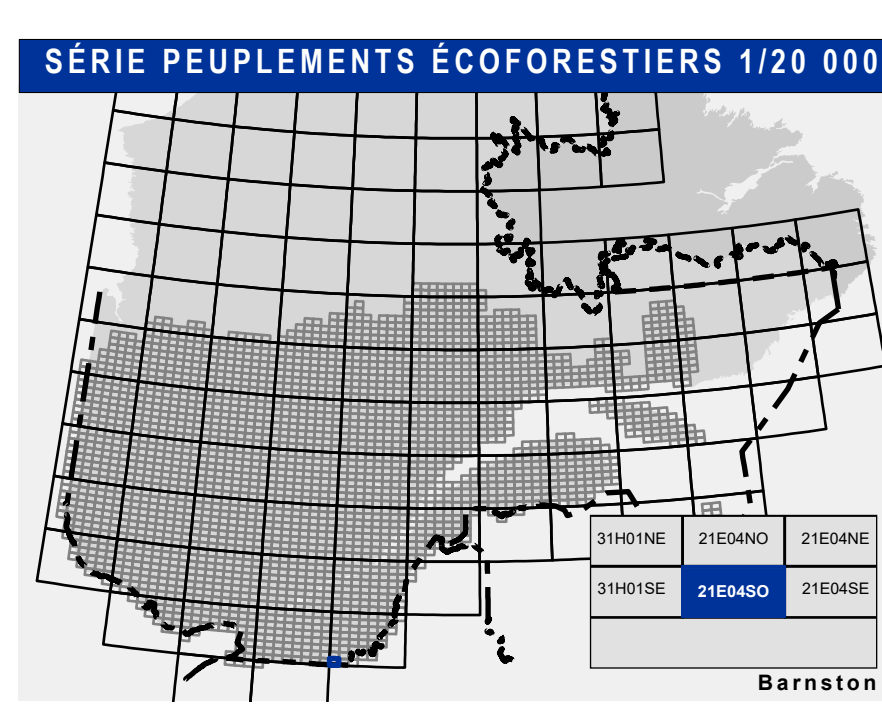 SÉRIE PEUPLEMENTS ÉCOFORESTIERS 1/20 000
31H01NE 21E04NO 21E04NE
31H01SE 21E04SO 21E04SE
Barnston